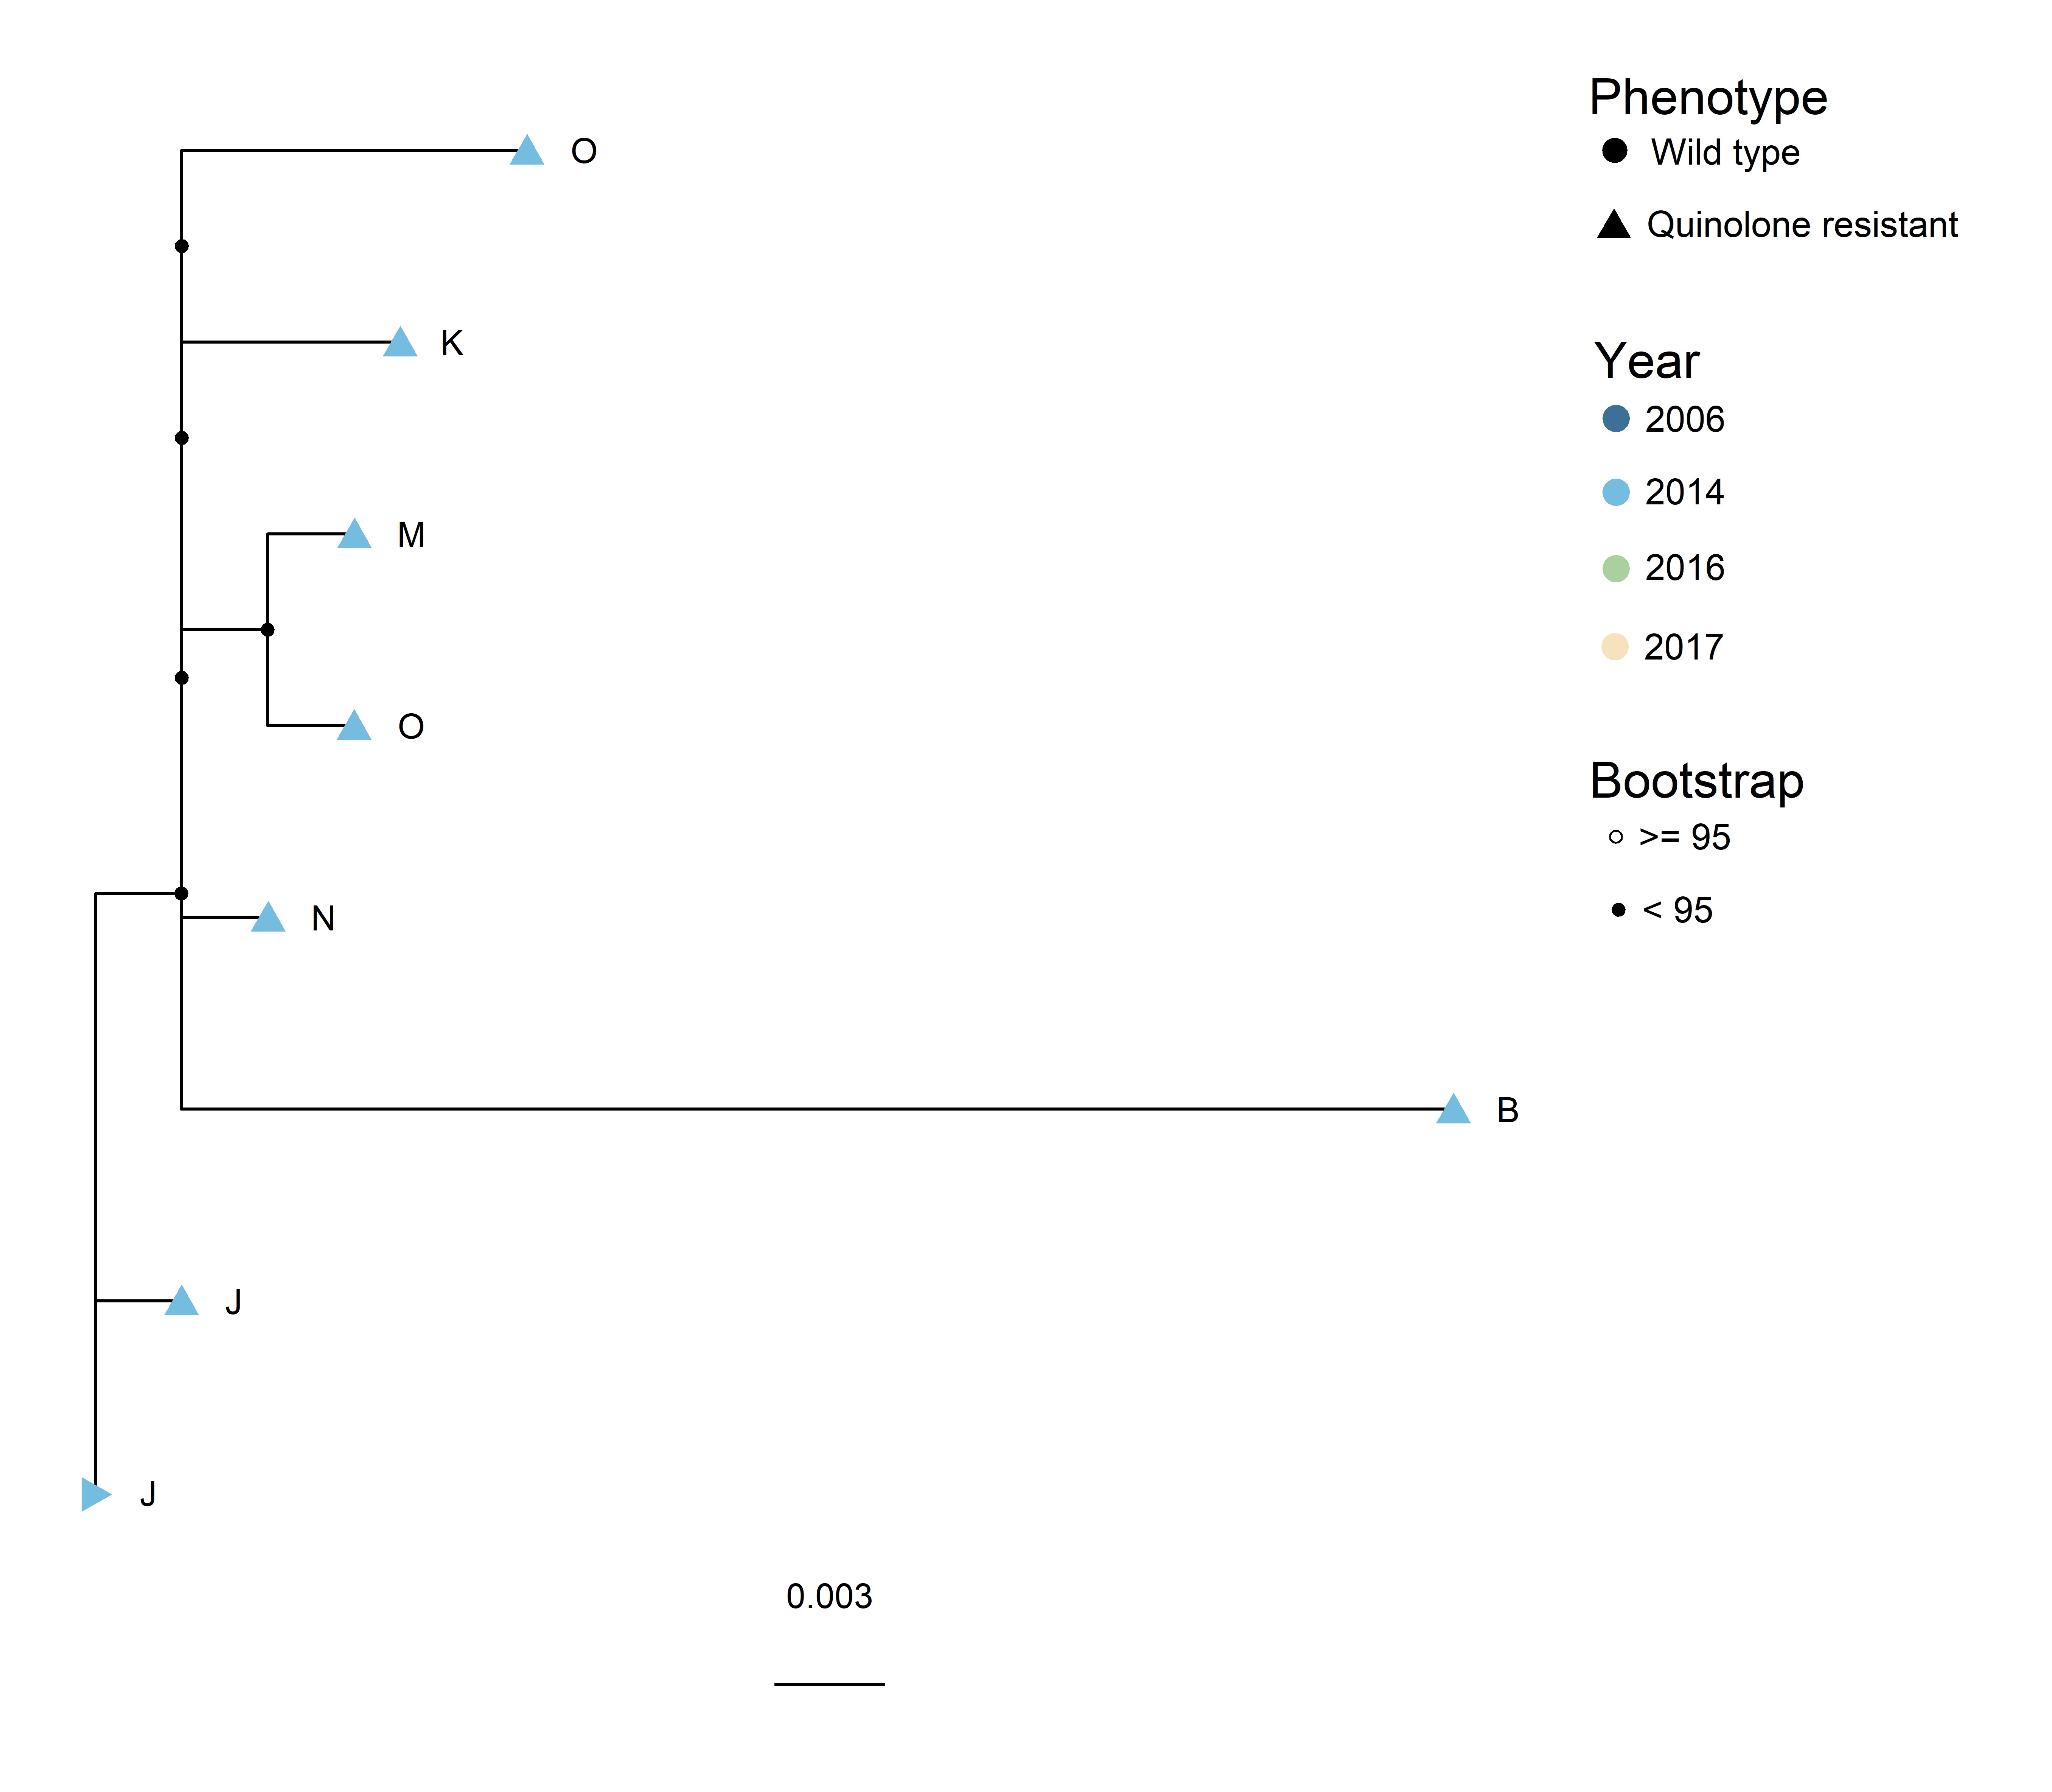 O
K
M
O
N
B
J
J
0.003
Phenotype
Wild type
Quinolone resistant
Year
2006
2014
2016
2017
Bootstrap
>= 95
< 95